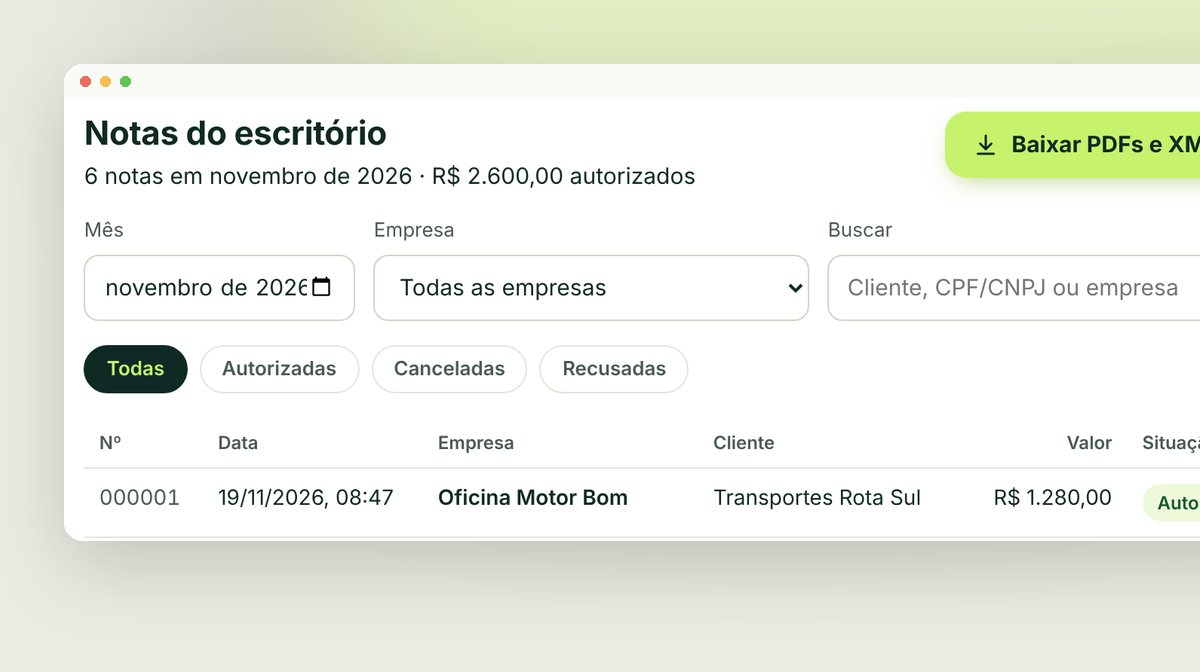 Notas do escritório
Baixar PDFs e XM
6 notas em novembro de 2026 · R$ 2.600,00 autorizados
Mês
Empresa
Buscar
novembro de 2026
Todas as empresas
Cliente, CPF/CNPJ ou empresa
Todas
Autorizadas
Canceladas
Recusadas
Nº Data Empresa Cliente Valor Situaç
000001 19/11/2026, 08:47 Oficina Motor Bom Transportes Rota Sul R$ 1.280,00 Auto